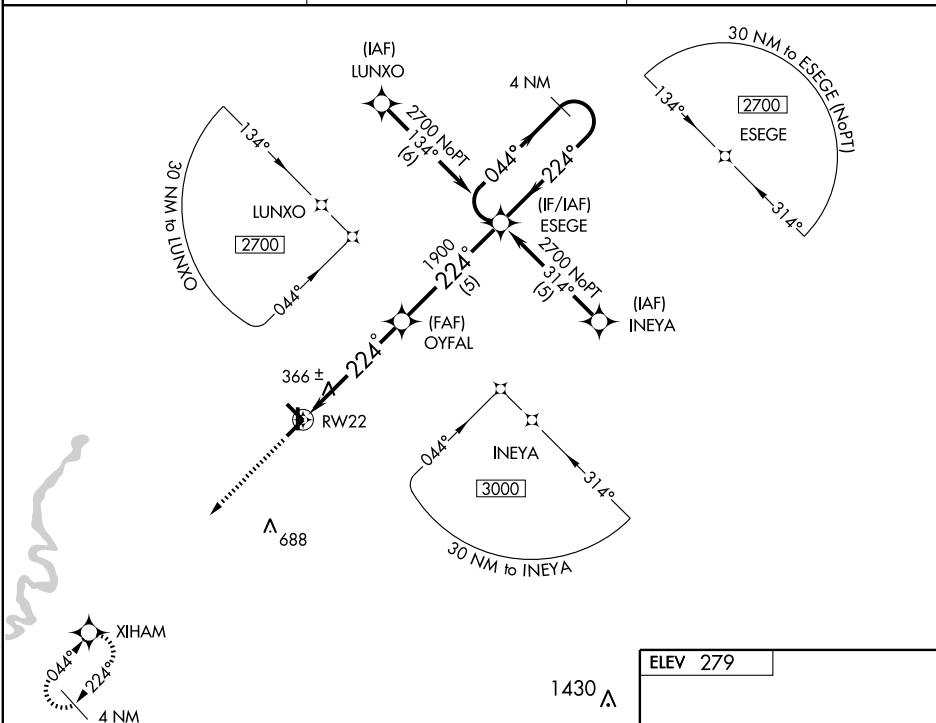 (IAF)
LUNXO
4 NM
2700 NoPT
134°
(6)
044°
224°
30 NM to ESEGE (NoPT)
134°
2700
ESEGE
314°
134°
LUNXO
2700
044°
30 NM to LUNXO
(IF/IAF)
ESEGE
1900
224°
(5)
2700 NoPT
314°
(5)
(IAF)
INEYA
(FAF)
OYFAL
224°
366 ±
RW22
044°
INEYA
3000
314°
30 NM to INEYA
688
XIHAM
044°
224°
4 NM
1430
ELEV 279